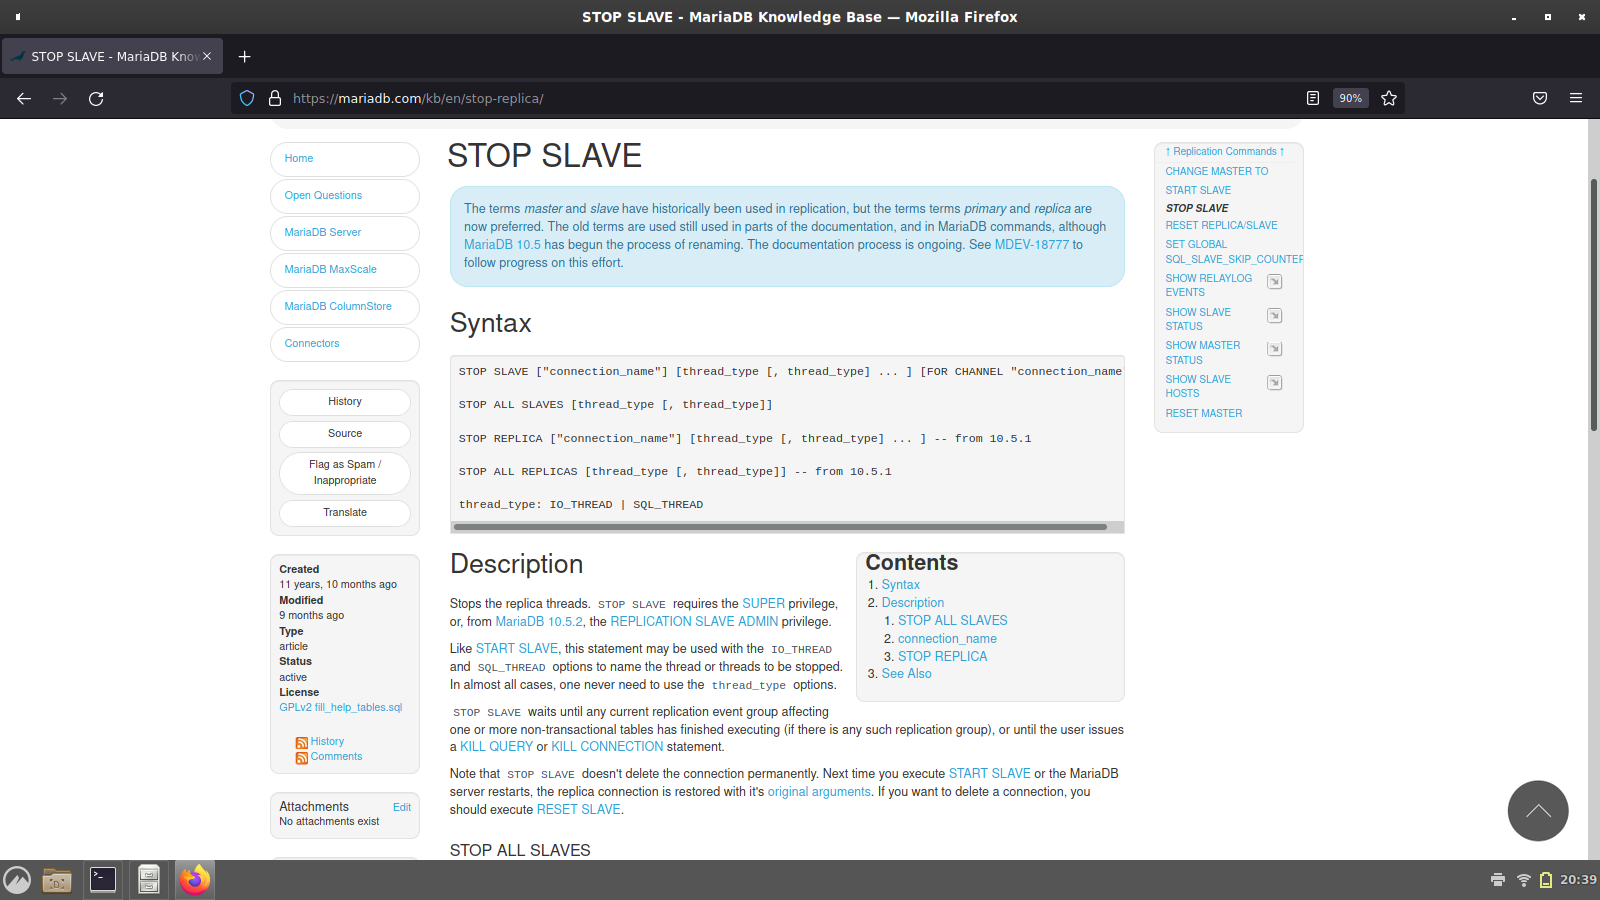 STOP SLAVE - MariaDB Knowledge Base — Mozilla Firefox
STOP SLAVE - MariaDB Know
https://mariadb.com/kb/en/stop-replica/
90%
Home
Open Questions
MariaDB Server
MariaDB MaxScale
MariaDB ColumnStore
Connectors
History
Source
Flag as Spam /
Inappropriate
Translate
Created
11 years, 10 months ago
Modified
9 months ago
Type
article
Status
active
License
GPLv2 fill_help_tables.sql
History
Comments
Attachments Edit
No attachments exist
STOP SLAVE
The terms master and slave have historically been used in replication, but the terms terms primary and replica are
now preferred. The old terms are used still used in parts of the documentation, and in MariaDB commands, although
MariaDB 10.5 has begun the process of renaming. The documentation process is ongoing. See MDEV-18777 to
follow progress on this effort.
Syntax
STOP SLAVE ["connection_name"] [thread_type [, thread_type] ... ] [FOR CHANNEL "connection_name"
STOP ALL SLAVES [thread_type [, thread_type]]
STOP REPLICA ["connection_name"] [thread_type [, thread_type] ... ] -- from 10.5.1
STOP ALL REPLICAS [thread_type [, thread_type]] -- from 10.5.1
thread_type: IO_THREAD | SQL_THREAD
Description
Stops the replica threads. STOP SLAVE requires the SUPER privilege,
or, from MariaDB 10.5.2, the REPLICATION SLAVE ADMIN privilege.
Like START SLAVE, this statement may be used with the IO_THREAD
and SQL_THREAD options to name the thread or threads to be stopped.
In almost all cases, one never need to use the thread_type options.
STOP SLAVE waits until any current replication event group affecting
one or more non-transactional tables has finished executing (if there is any such replication group), or until the user issues
a KILL QUERY or KILL CONNECTION statement.
Note that STOP SLAVE doesn't delete the connection permanently. Next time you execute START SLAVE or the MariaDB
server restarts, the replica connection is restored with it's original arguments. If you want to delete a connection, you
should execute RESET SLAVE.
STOP ALL SLAVES
Contents
1. Syntax
2. Description
1. STOP ALL SLAVES
2. connection_name
3. STOP REPLICA
3. See Also
↑ Replication Commands ↑
CHANGE MASTER TO
START SLAVE
STOP SLAVE
RESET REPLICA/SLAVE
SET GLOBAL
SQL_SLAVE_SKIP_COUNTER
SHOW RELAYLOG
EVENTS
SHOW SLAVE
STATUS
SHOW MASTER
STATUS
SHOW SLAVE
HOSTS
RESET MASTER
20:39